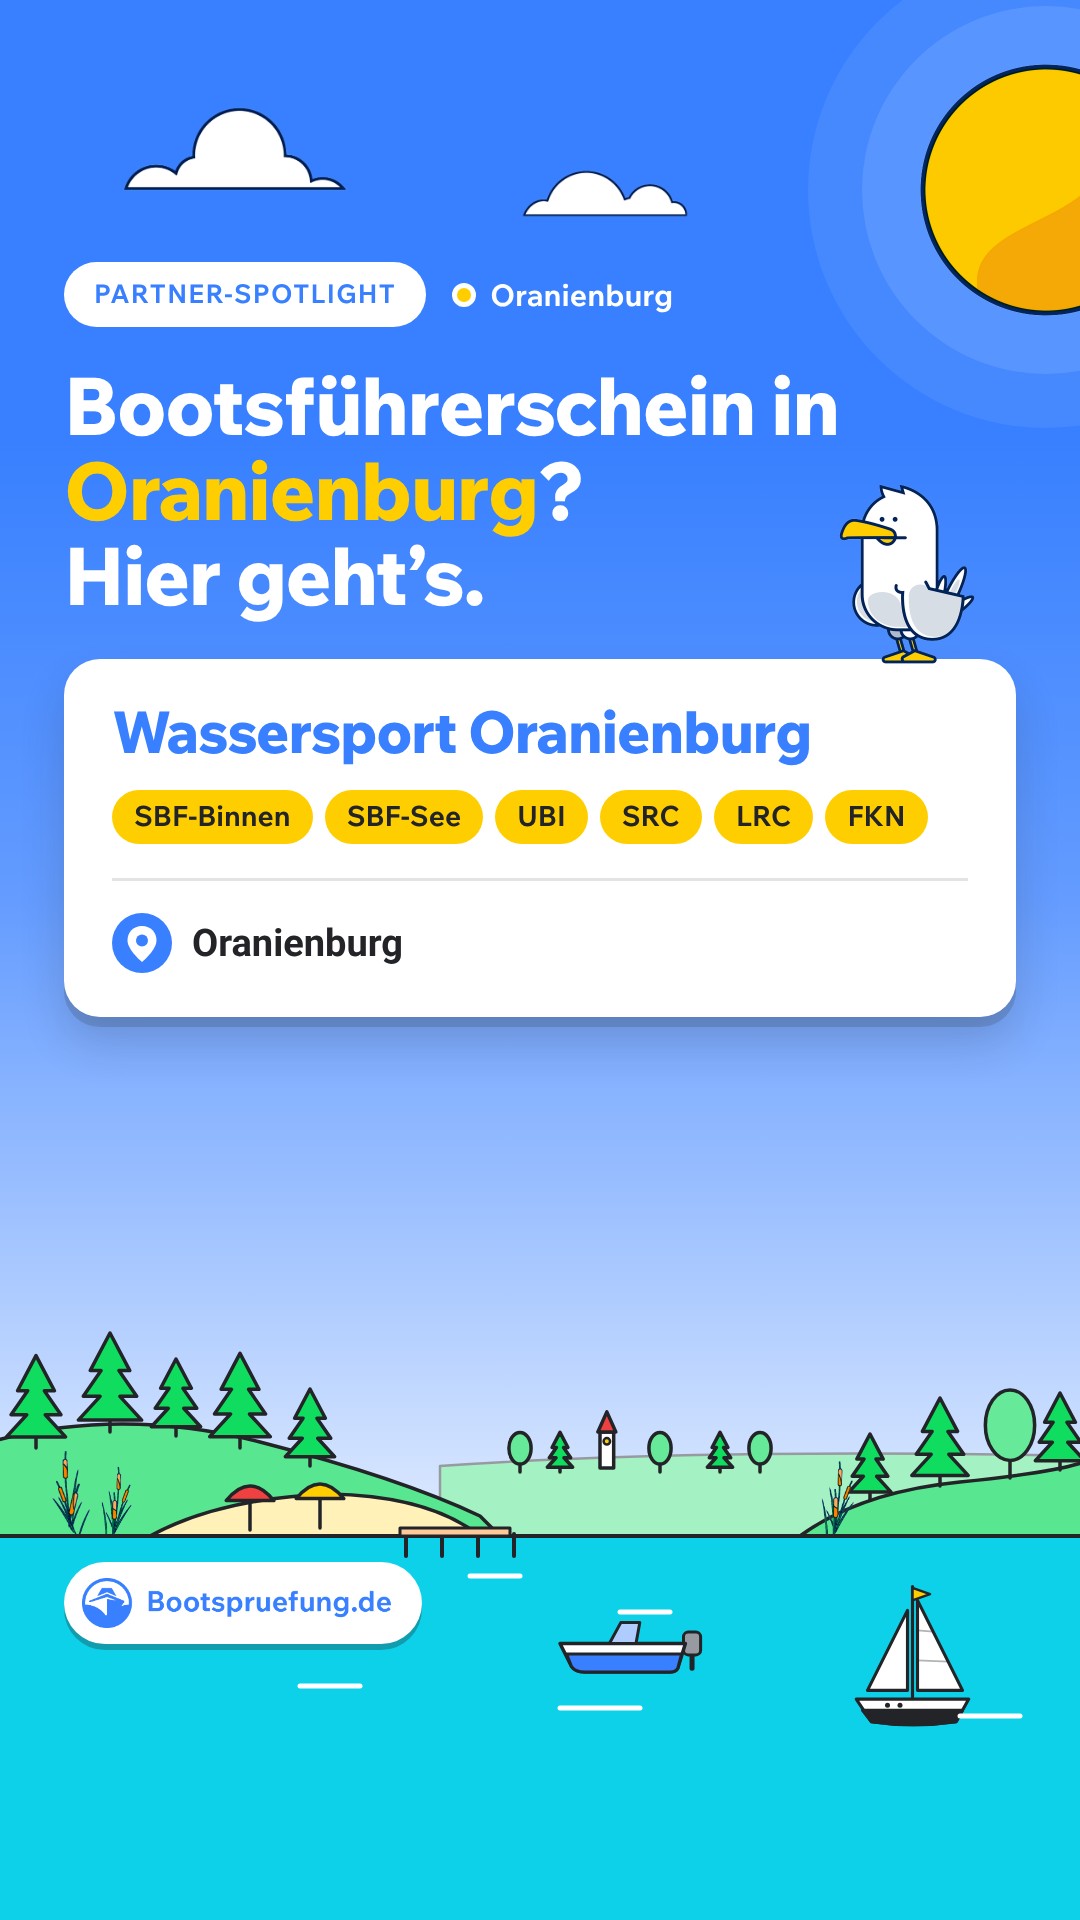 PARTNER-SPOTLIGHT
Oranienburg
Bootsführerschein in
Oranienburg?
Hier geht’s.
Wassersport Oranienburg
SBF-Binnen SBF-See UBI SRC LRC FKN
Oranienburg
Bootspruefung.de